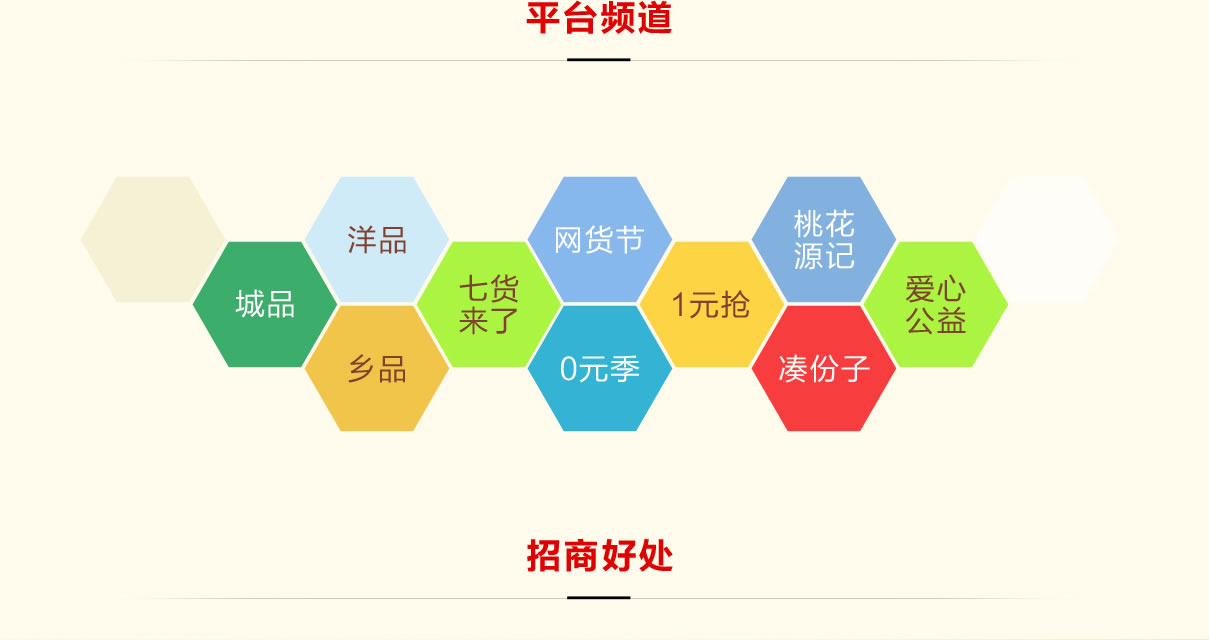 平台频道
洋品
网货节
桃花
源记
城品
七货
来了
1元抢
爱心
公益
乡品
0元季
凑份子
招商好处